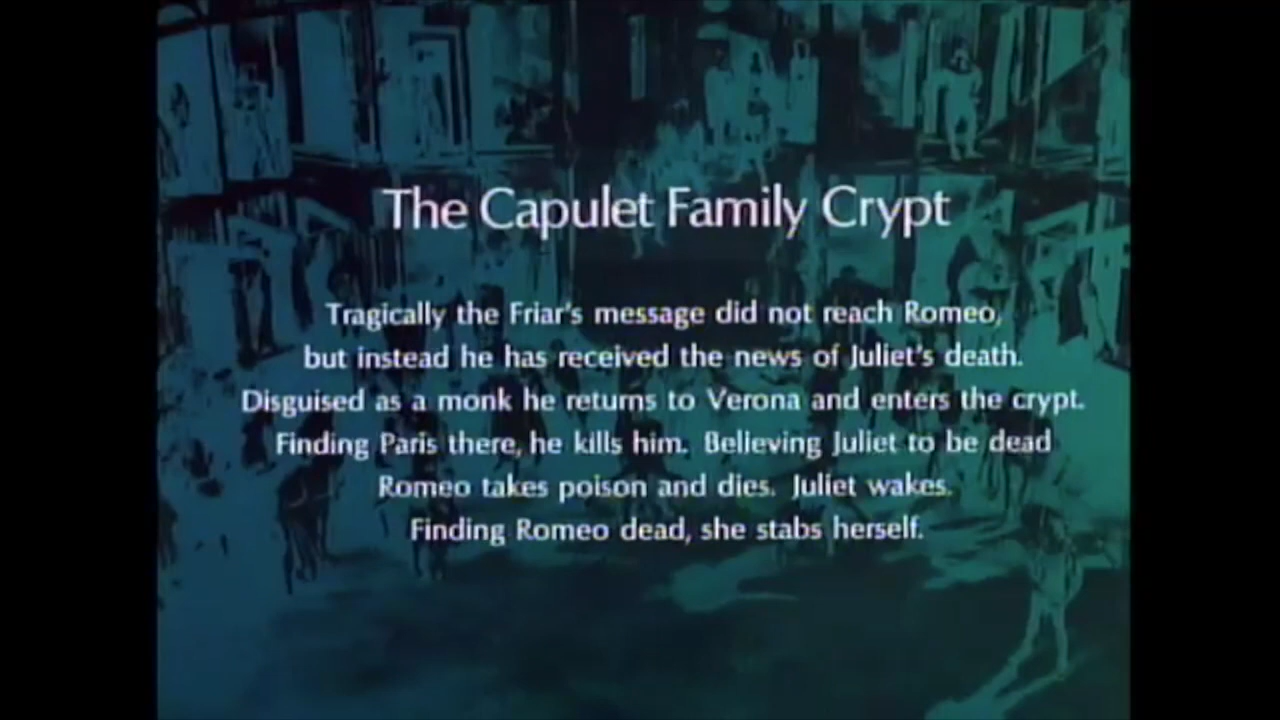 The Capulet Family Crypt
Tragically the Friar's message did not reach Romeo,
but instead he has received the news of Juliet's death.
Disguised as a monk he returns to Verona and enters the crypt.
Finding Paris there, he kills him. Believing Juliet to be dead
Romeo takes poison and dies. Juliet wakes.
Finding Romeo dead, she stabs herself.